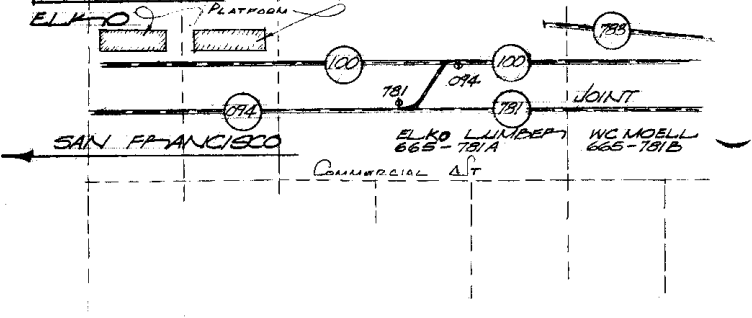 PLATFORM
ELKO
788
100
100
094
781
094
781
JOINT
SAN FRANCISCO
ELKO LUMBER
665-781A
WC MOELL
665-781B
COMMERCIAL ST